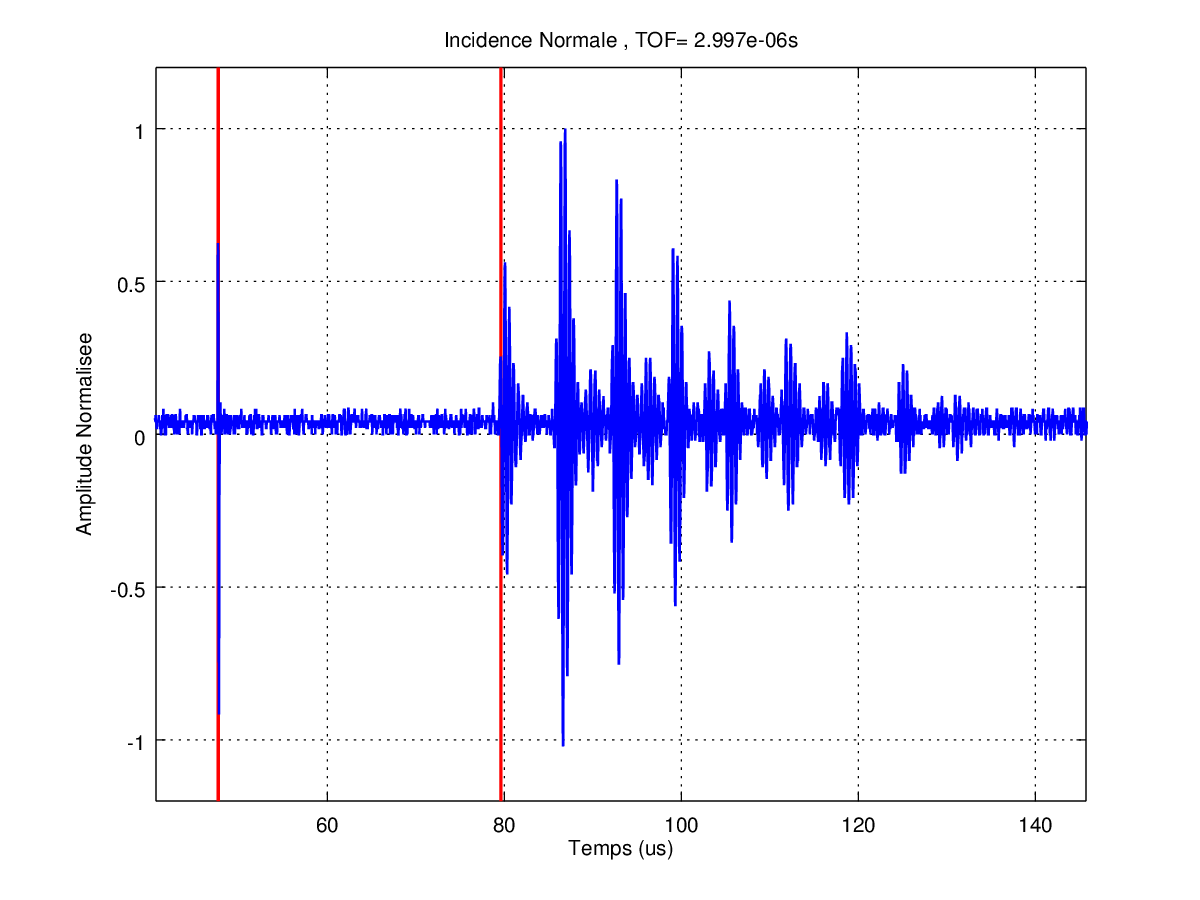 Incidence Normale , TOF= 2.997e-06s
1
0.5
0
-0.5
-1
Amplitude Normalisee
60 80 100 120 140
Temps (us)